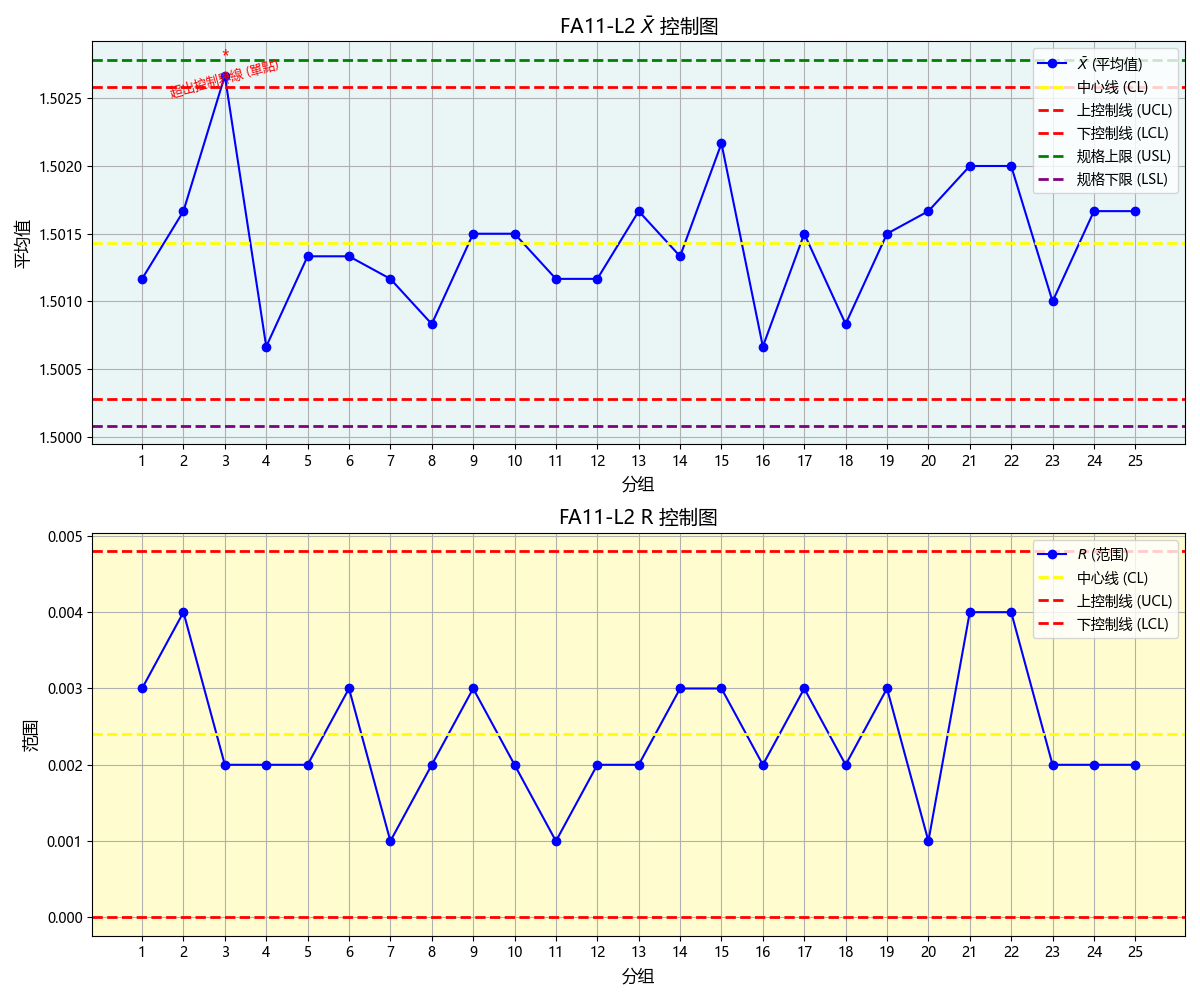 FA11-L2 X̄ 控制图
*
超出控制界線 (單點)
X̄ (平均值)
中心线 (CL)
上控制线 (UCL)
下控制线 (LCL)
规格上限 (USL)
规格下限 (LSL)
平均值
1.5025
1.5020
1.5015
1.5010
1.5005
1.5000
1 2 3 4 5 6 7 8 9 10 11 12 13 14 15 16 17 18 19 20 21 22 23 24 25
分组
FA11-L2 R 控制图
R (范围)
中心线 (CL)
上控制线 (UCL)
下控制线 (LCL)
范围
0.005
0.004
0.003
0.002
0.001
0.000
1 2 3 4 5 6 7 8 9 10 11 12 13 14 15 16 17 18 19 20 21 22 23 24 25
分组